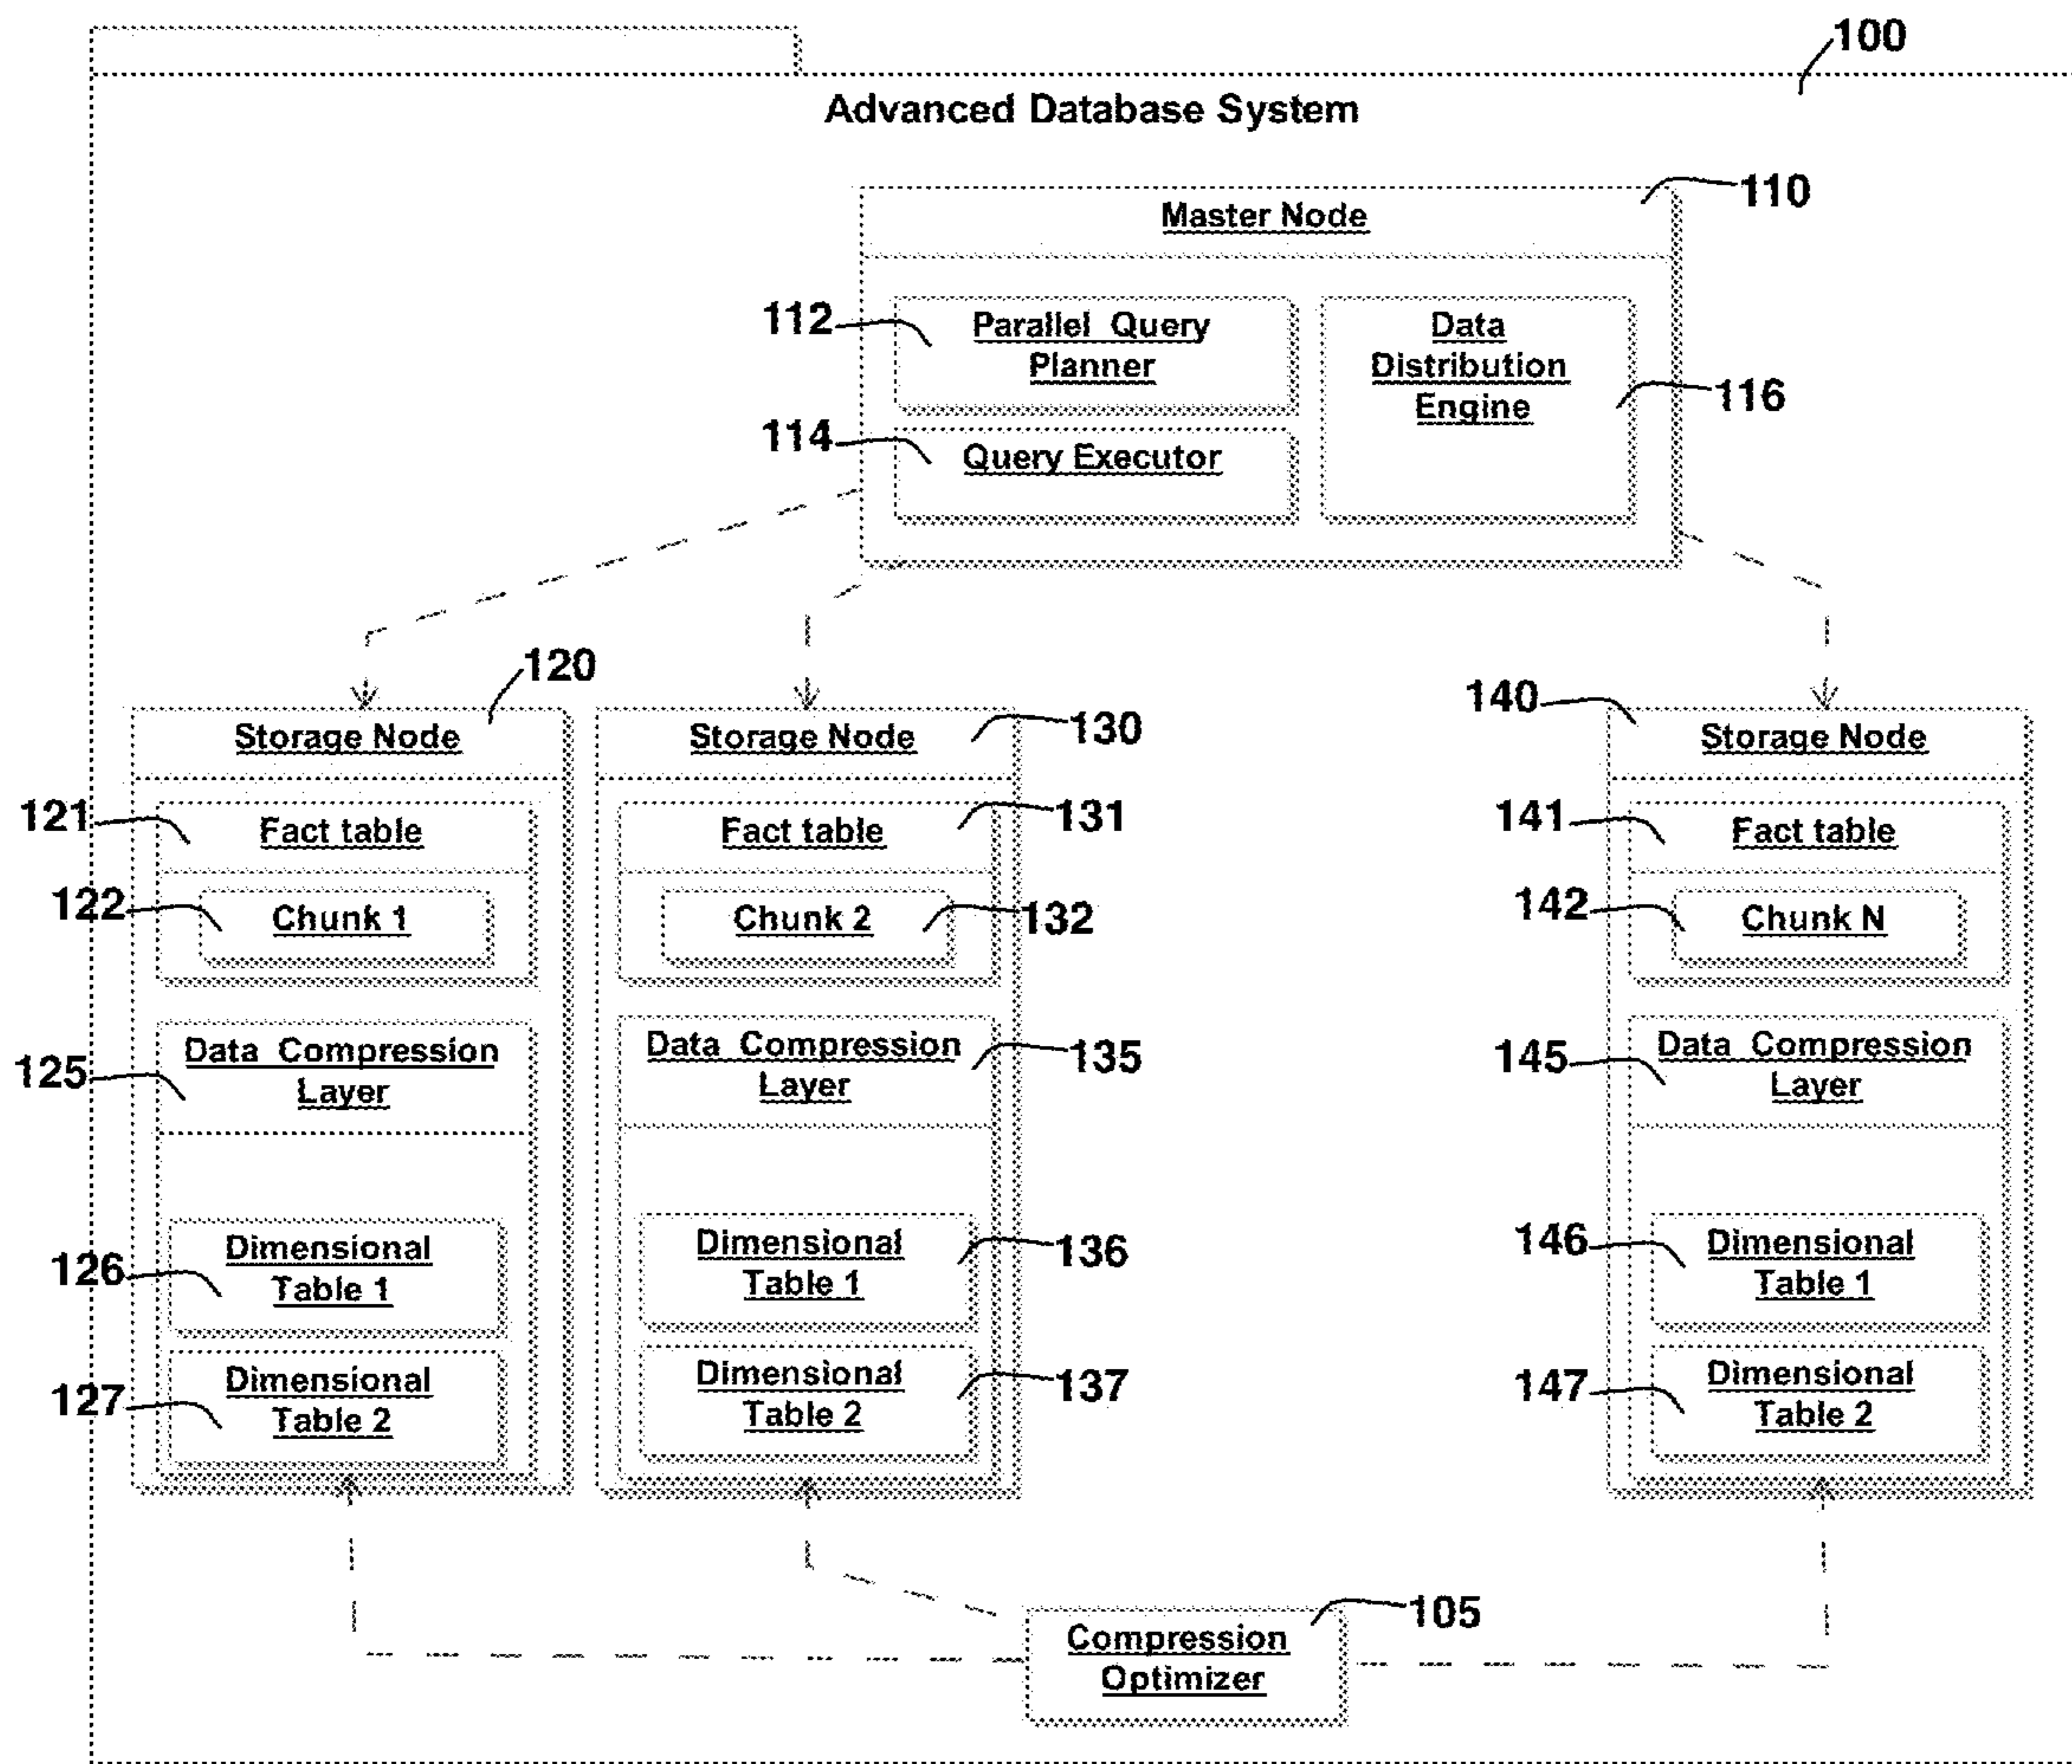 100
Advanced Database System
110
Master Node
112
Parallel Query
Planner
Data
Distribution
Engine
116
114
Query Executor
120
Storage Node
121
Fact table
122
Chunk 1
125
Data Compression
Layer
126
Dimensional
Table 1
127
Dimensional
Table 2
130
Storage Node
131
Fact table
132
Chunk 2
135
Data Compression
Layer
136
Dimensional
Table 1
137
Dimensional
Table 2
140
Storage Node
141
Fact table
142
Chunk N
145
Data Compression
Layer
146
Dimensional
Table 1
147
Dimensional
Table 2
105
Compression
Optimizer